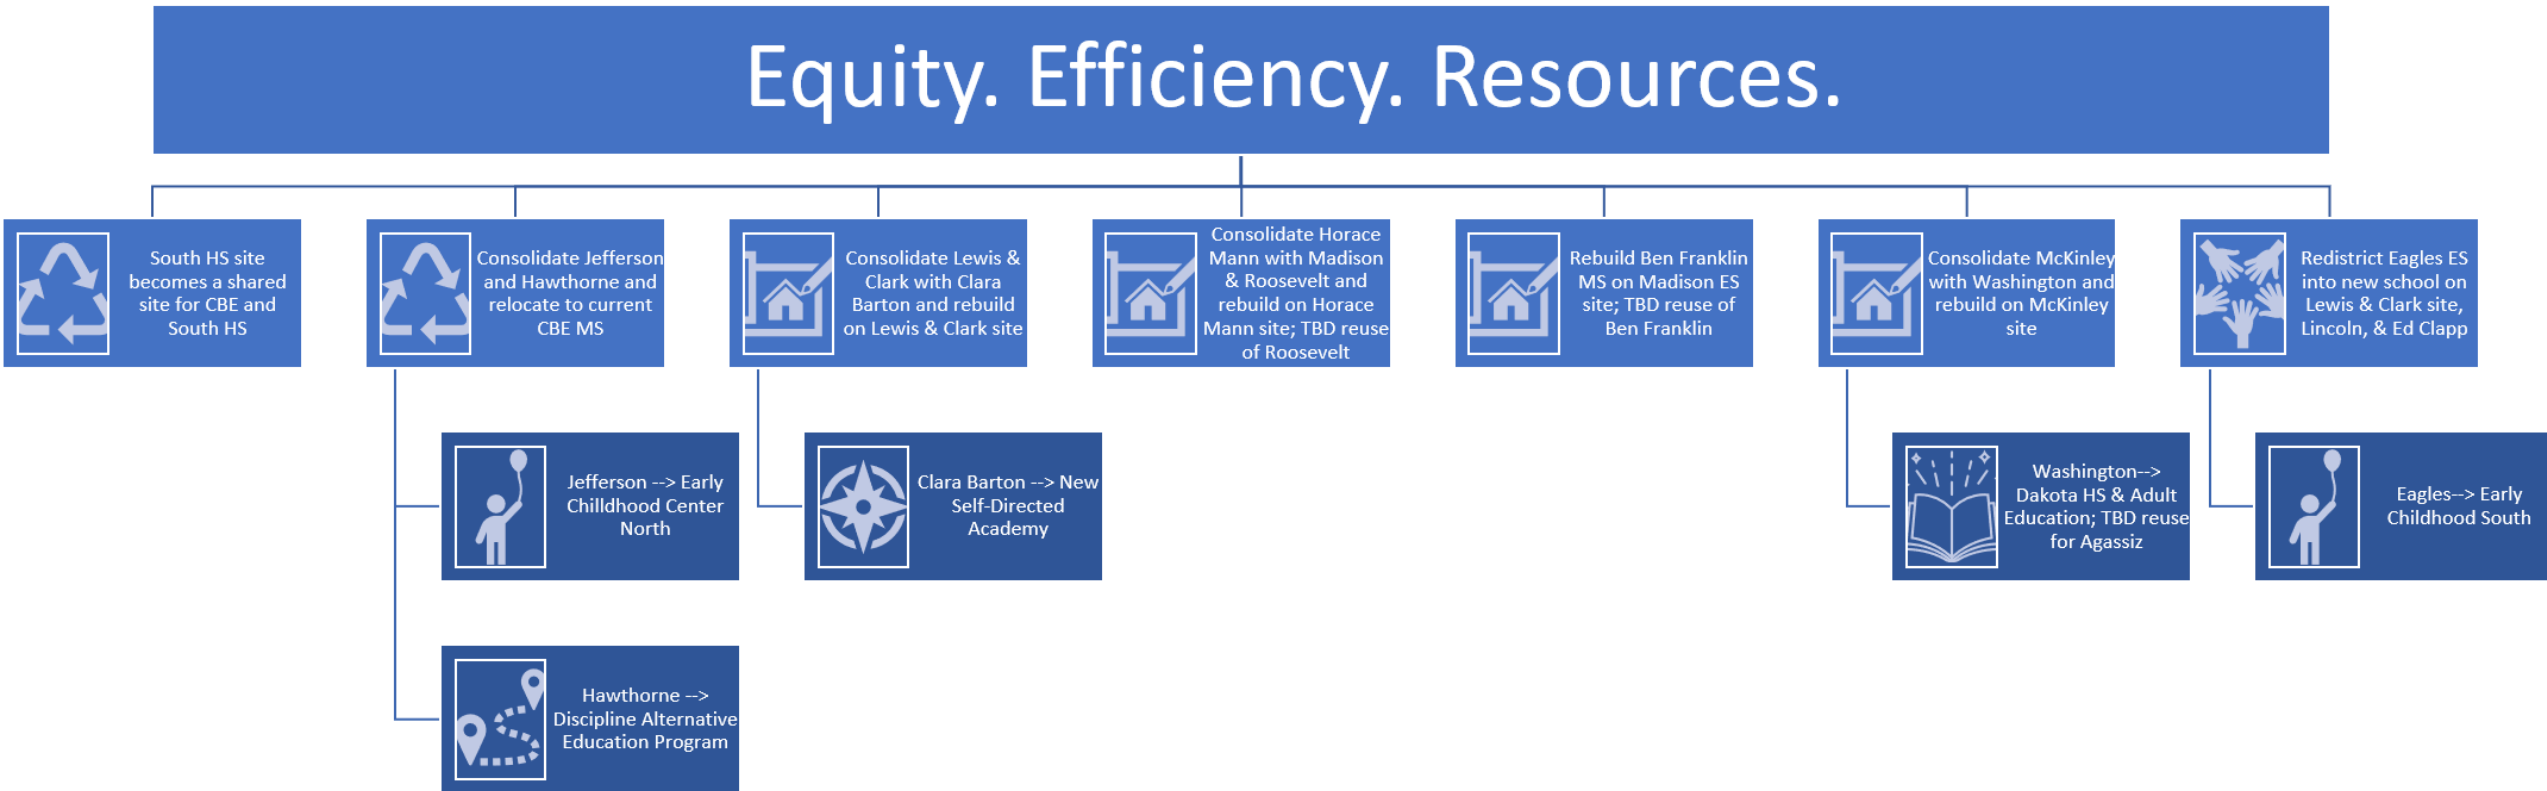 Equity. Efficiency. Resources.
South HS site
becomes a shared
site for CBE and
South HS
Consolidate Jefferson
and Hawthorne and
relocate to current
CBE MS
Consolidate Lewis &
Clark with Clara
Barton and rebuild
on Lewis & Clark site
Consolidate Horace
Mann with Madison
& Roosevelt and
rebuild on Horace
Mann site; TBD reuse
of Roosevelt
Rebuild Ben Franklin
MS on Madison ES
site; TBD reuse of
Ben Franklin
Consolidate McKinley
with Washington and
rebuild on McKinley
site
Redistrict Eagles ES
into new school on
Lewis & Clark site,
Lincoln, & Ed Clapp
Jefferson --> Early
Chilldhood Center
North
Clara Barton --> New
Self-Directed
Academy
Washington-->
Dakota HS & Adult
Education; TBD reuse
for Agassiz
Eagles--> Early
Childhood South
Hawthorne -->
Discipline Alternative
Education Program